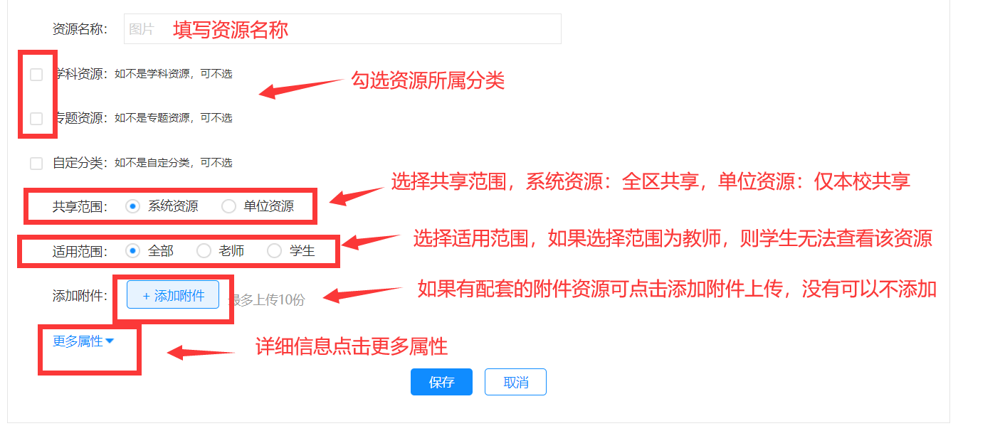 资源名称： 图片 填写资源名称
学科资源：如不是学科资源，可不选
勾选资源所属分类
专题资源：如不是专题资源，可不选
自定分类：如不是自定分类，可不选
选择共享范围，系统资源：全区共享，单位资源：仅本校共享
共享范围： 系统资源 单位资源
选择适用范围，如果选择范围为教师，则学生无法查看该资源
适用范围： 全部 老师 学生
如果有配套的附件资源可点击添加附件上传，没有可以不添加
添加附件： + 添加附件 最多上传10份
更多属性
详细信息点击更多属性
保存 取消